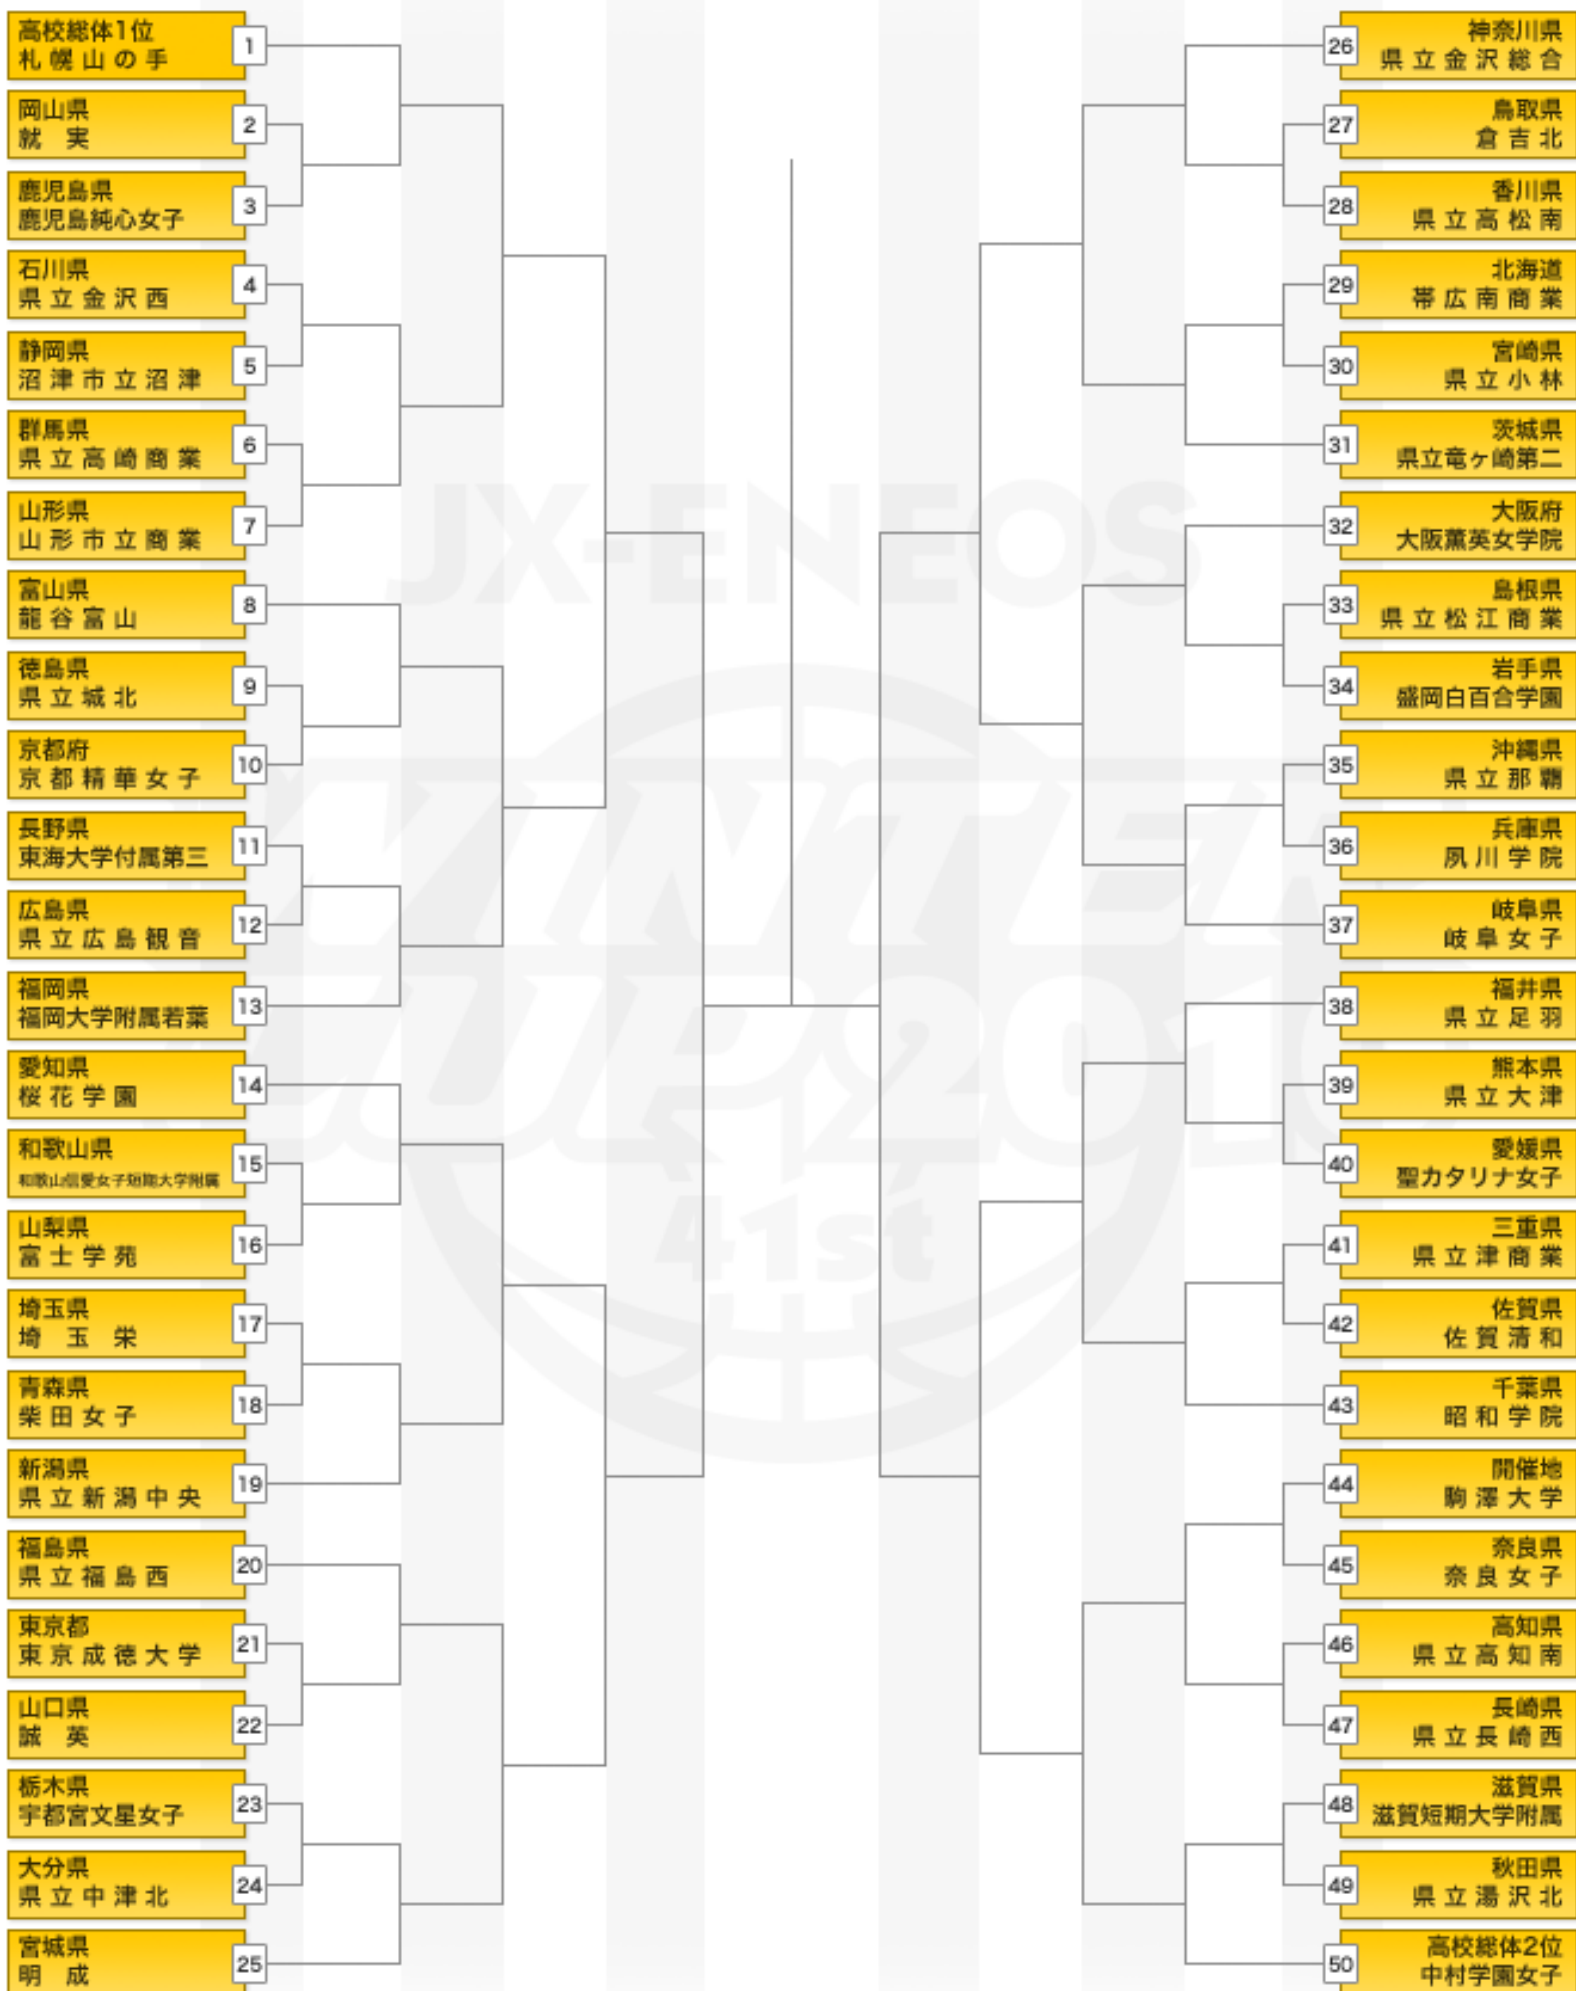 高校総体1位
札幌山の手
1
岡山県
就 実
2
鹿児島県
鹿児島純心女子
3
石川県
県立金沢西
4
静岡県
沼津市立沼津
5
群馬県
県立高崎商業
6
山形県
山形市立商業
7
富山県
龍谷富山
8
徳島県
県立城北
9
京都府
京都精華女子
10
長野県
東海大学付属第三
11
広島県
県立広島観音
12
福岡県
福岡大学附属若葉
13
愛知県
桜花学園
14
和歌山県
和歌山信愛女子短期大学附属
15
山梨県
富士学苑
16
埼玉県
埼 玉 栄
17
青森県
柴田女子
18
新潟県
県立新潟中央
19
福島県
県立福島西
20
東京都
東京成徳大学
21
山口県
誠 英
22
栃木県
宇都宮文星女子
23
大分県
県立中津北
24
宮城県
明 成
25
JX-ENEOS
WINTER
CUP2010
41st
神奈川県
県立金沢総合
26
鳥取県
倉吉北
27
香川県
県立高松南
28
北海道
帯広南商業
29
宮崎県
県立小林
30
茨城県
県立竜ヶ崎第二
31
大阪府
大阪薫英女学院
32
島根県
県立松江商業
33
岩手県
盛岡白百合学園
34
沖縄県
県立那覇
35
兵庫県
夙川学院
36
岐阜県
岐阜女子
37
福井県
県立足羽
38
熊本県
県立大津
39
愛媛県
聖カタリナ女子
40
三重県
県立津商業
41
佐賀県
佐賀清和
42
千葉県
昭和学院
43
開催地
駒澤大学
44
奈良県
奈良女子
45
高知県
県立高知南
46
長崎県
県立長崎西
47
滋賀県
滋賀短期大学附属
48
秋田県
県立湯沢北
49
高校総体2位
中村学園女子
50